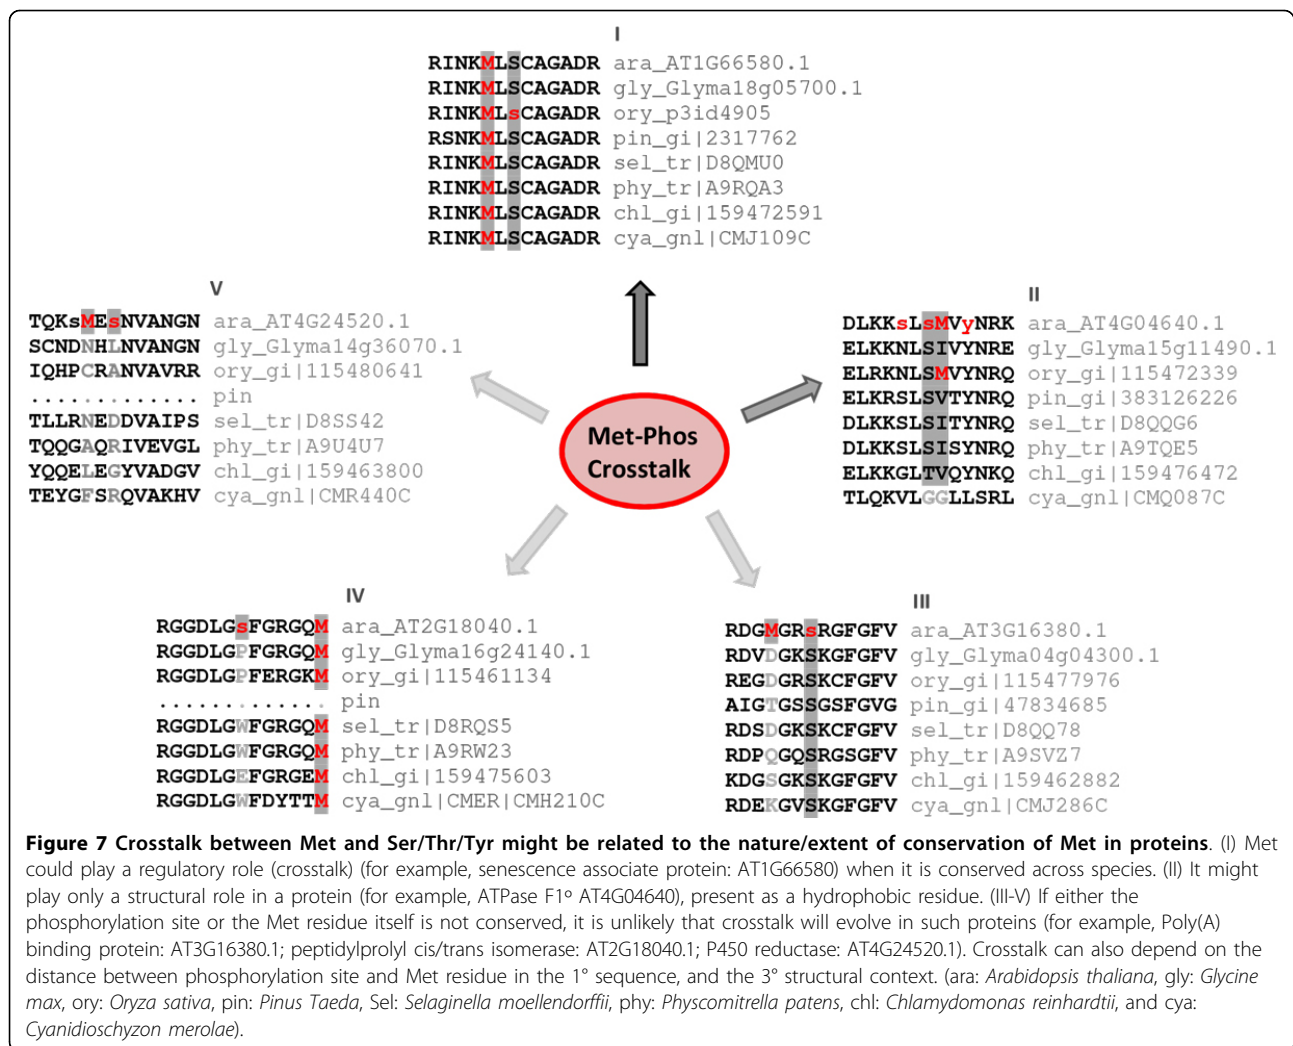 I
RINKMLSCAGADR ara_AT1G66580.1
RINKMLSCAGADR gly_Glyma18g05700.1
RINKMLsCAGADR ory_p3id4905
RSNKMLSCAGADR pin_gi|2317762
RINKMLSCAGADR sel_tr|D8QMU0
RINKMLSCAGADR phy_tr|A9RQA3
RINKMLSCAGADR chl_gi|159472591
RINKMLSCAGADR cya_gnl|CMJ109C
V
TQKsMEsNVANGN ara_AT4G24520.1
SCNDNHLNVANGN gly_Glyma14g36070.1
IQHPCRANVAVRR ory_gi|115480641
............. pin
TLLRNEDDVAIPS sel_tr|D8SS42
TQQGAQRIVEVGL phy_tr|A9U4U7
YQQELEGYVADGV chl_gi|159463800
TEYGFSRQVAKHV cya_gnl|CMR440C
II
DLKKsLsMVyNRK ara_AT4G04640.1
ELKKNLSIVYNRE gly_Glyma15g11490.1
ELRKNLSMVYNRQ ory_gi|115472339
ELKRSLSVTYNRQ pin_gi|383126226
DLKKSLSITYNRQ sel_tr|D8QQG6
DLKKSLSISYNRQ phy_tr|A9TQE5
ELKKGLTVQYNKQ chl_gi|159476472
TLQKVLGGLLSRL cya_gnl|CMQ087C
Met-Phos
Crosstalk
IV
RGGDLGsFGRGQM ara_AT2G18040.1
RGGDLGPFGRGQM gly_Glyma16g24140.1
RGGDLGPFERGKM ory_gi|115461134
............. pin
RGGDLGWFGRGQM sel_tr|D8RQS5
RGGDLGWFGRGQM phy_tr|A9RW23
RGGDLGEFGRGEM chl_gi|159475603
RGGDLGWFDYTTM cya_gnl|CMER|CMH210C
III
RDGMGRsRGFGFV ara_AT3G16380.1
RDVDGKSKGFGFV gly_Glyma04g04300.1
REGDGRSKCFGFV ory_gi|115477976
AIGTGSSGSFGVG pin_gi|47834685
RDSDGKSKCFGFV sel_tr|D8QQ78
RDPQGQSRGSGFV phy_tr|A9SVZ7
KDGSGKSKGFGFV chl_gi|159462882
RDEKGVSKGFGFV cya_gnl|CMJ286C
Figure 7 Crosstalk between Met and Ser/Thr/Tyr might be related to the nature/extent of conservation of Met in proteins. (I) Met
could play a regulatory role (crosstalk) (for example, senescence associate protein: AT1G66580) when it is conserved across species. (II) It might
play only a structural role in a protein (for example, ATPase F1º AT4G04640), present as a hydrophobic residue. (III-V) If either the
phosphorylation site or the Met residue itself is not conserved, it is unlikely that crosstalk will evolve in such proteins (for example, Poly(A)
binding protein: AT3G16380.1; peptidylprolyl cis/trans isomerase: AT2G18040.1; P450 reductase: AT4G24520.1). Crosstalk can also depend on the
distance between phosphorylation site and Met residue in the 1° sequence, and the 3° structural context. (ara: Arabidopsis thaliana, gly: Glycine
max, ory: Oryza sativa, pin: Pinus Taeda, Sel: Selaginella moellendorffii, phy: Physcomitrella patens, chl: Chlamydomonas reinhardtii, and cya:
Cyanidioschyzon merolae).